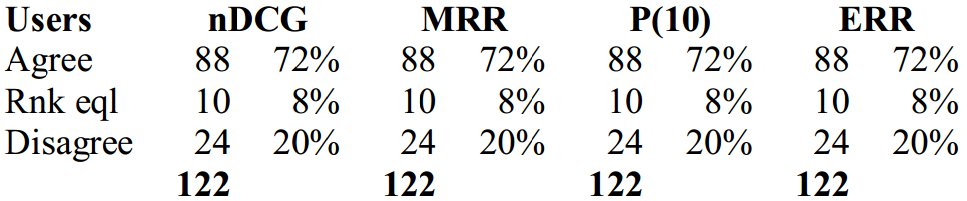 Users nDCG MRR P(10) ERR
Agree 88 72% 88 72% 88 72% 88 72%
Rnk eql 10 8% 10 8% 10 8% 10 8%
Disagree 24 20% 24 20% 24 20% 24 20%
122 122 122 122